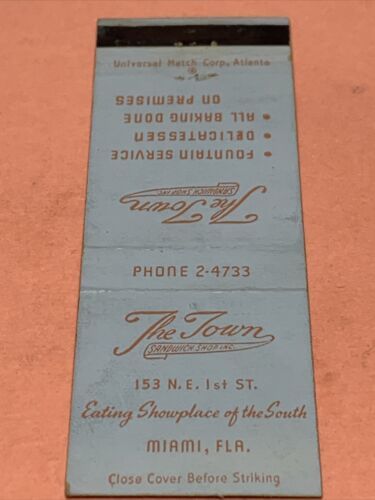 Universal Match Corp., Atlanta
The Town
SANDWICH SHOP INC.
• FOUNTAIN SERVICE
• DELICATESSEN
• ALL BAKING DONE
ON PREMISES
PHONE 2-4733
The Town
SANDWICH SHOP INC.
153 N.E. 1st ST.
Eating Showplace of the South
MIAMI, FLA.
Close Cover Before Striking